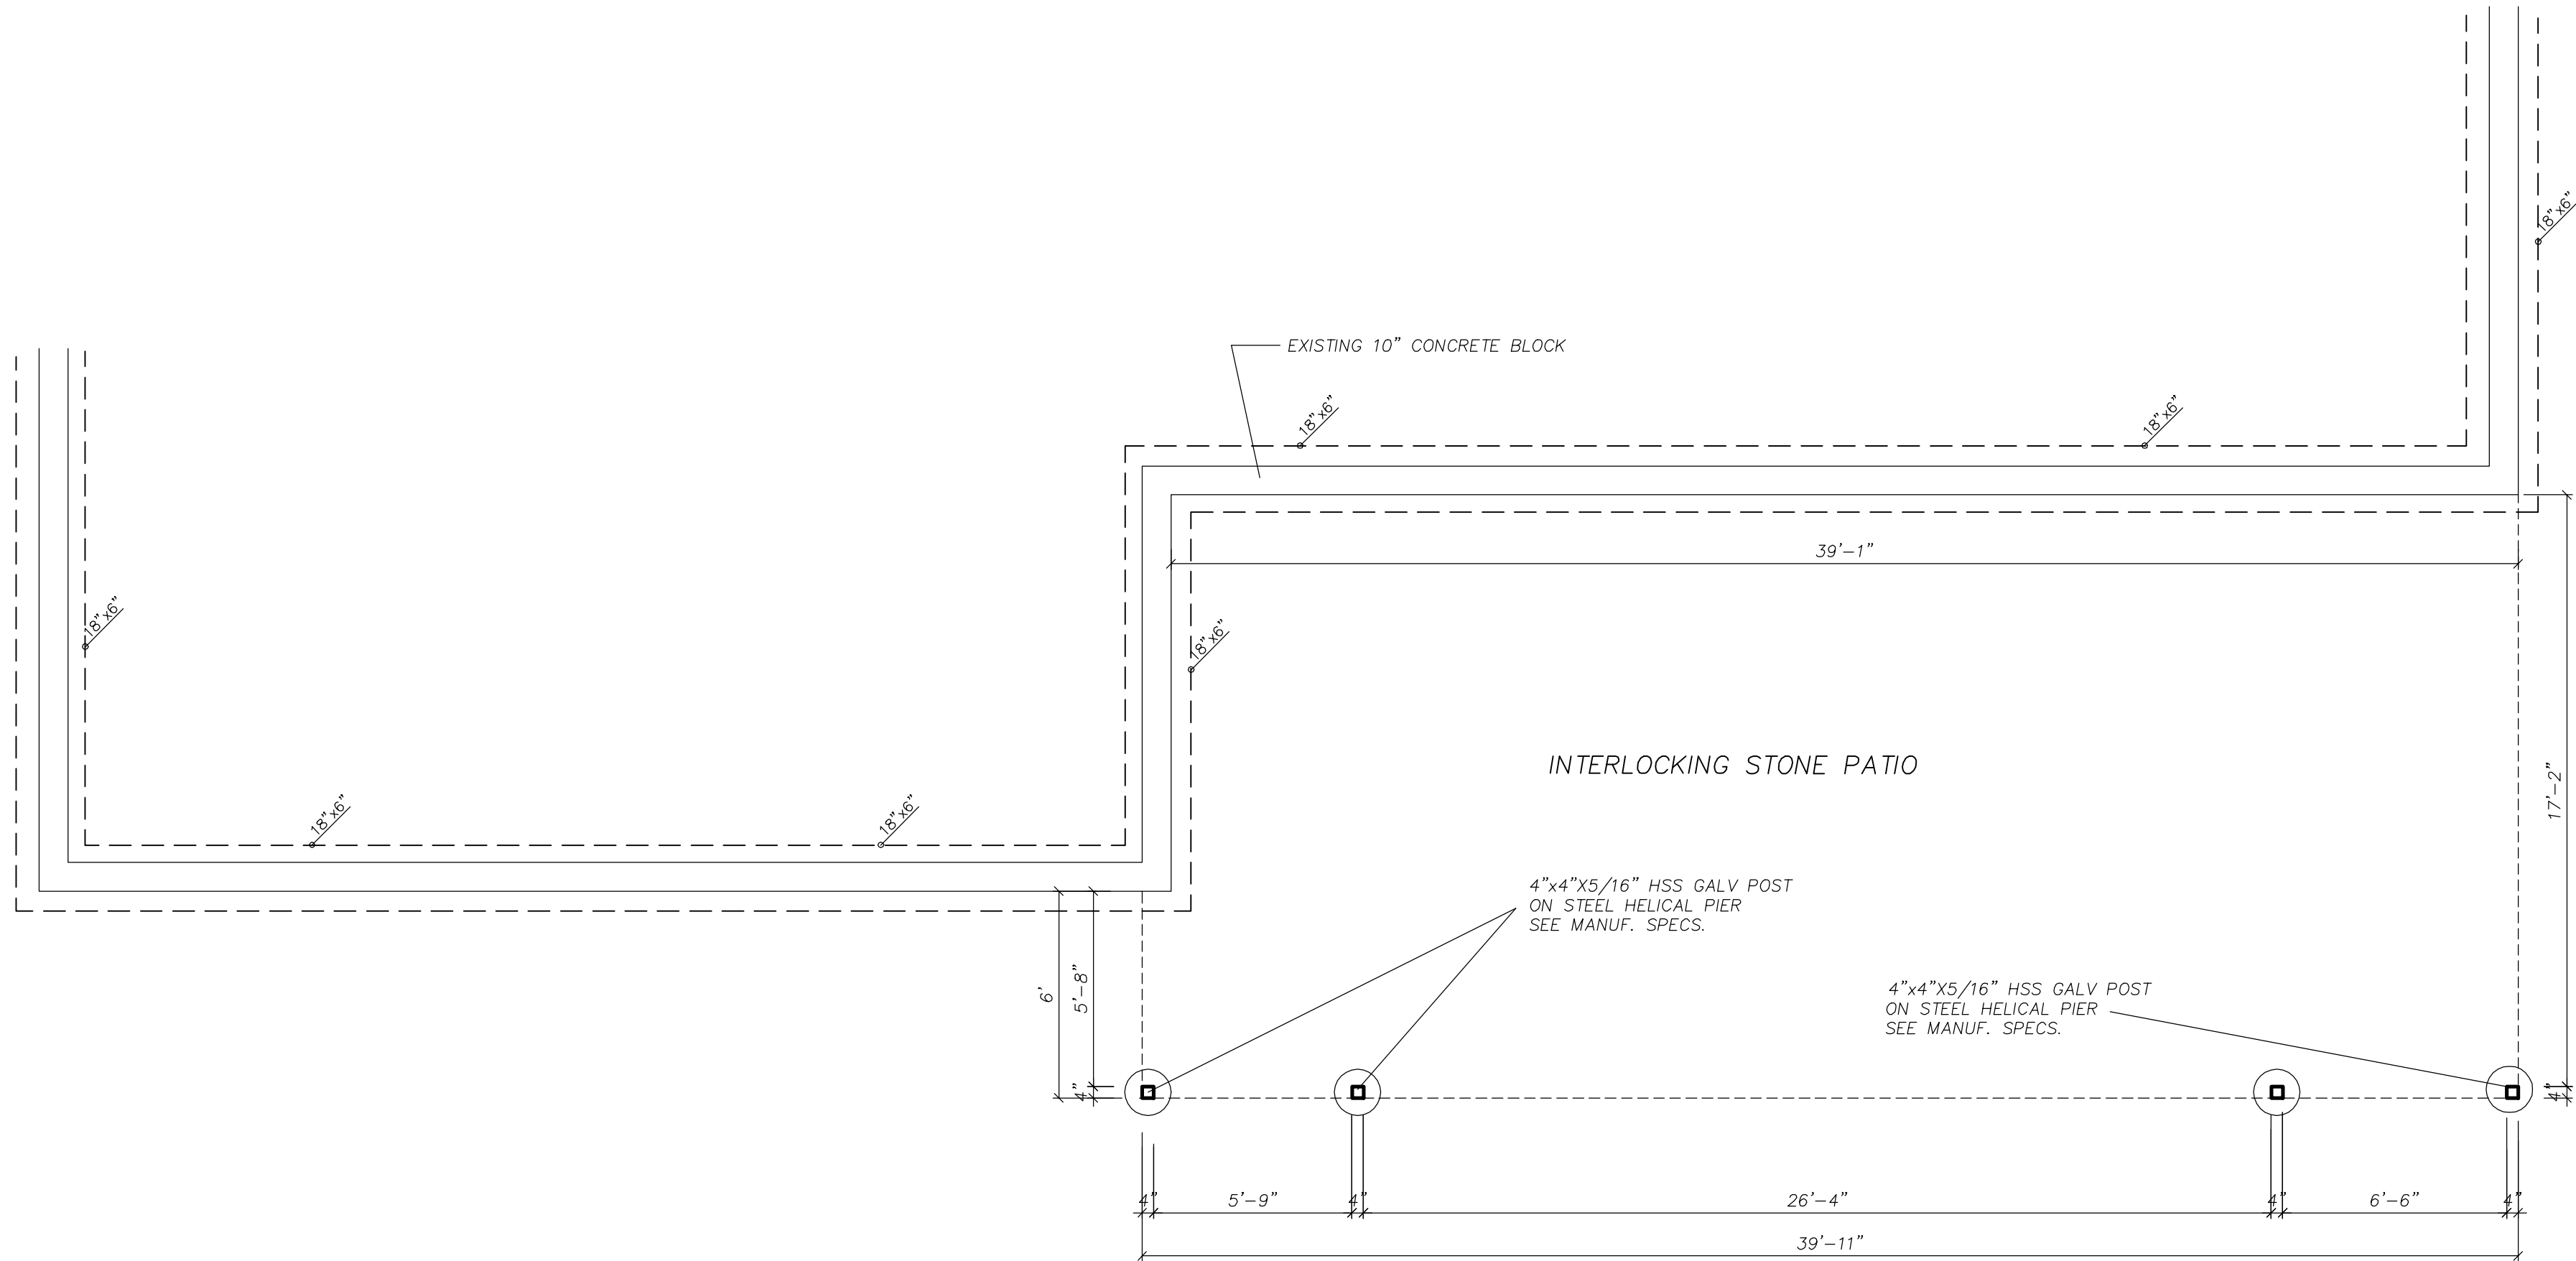 18”x6”
EXISTING 10” CONCRETE BLOCK
18”x6”
18”x6”
39’–1”
18”x6”
18”x6”
INTERLOCKING STONE PATIO
17’–2”
18”x6”
18”x6”
4”x4”X5/16” HSS GALV POST
ON STEEL HELICAL PIER
SEE MANUF. SPECS.
6’
5’–8”
4”x4”X5/16” HSS GALV POST
ON STEEL HELICAL PIER
SEE MANUF. SPECS.
4”
4”
4”
5’–9”
4”
26’–4”
4”
6’–6”
4”
39’–11”